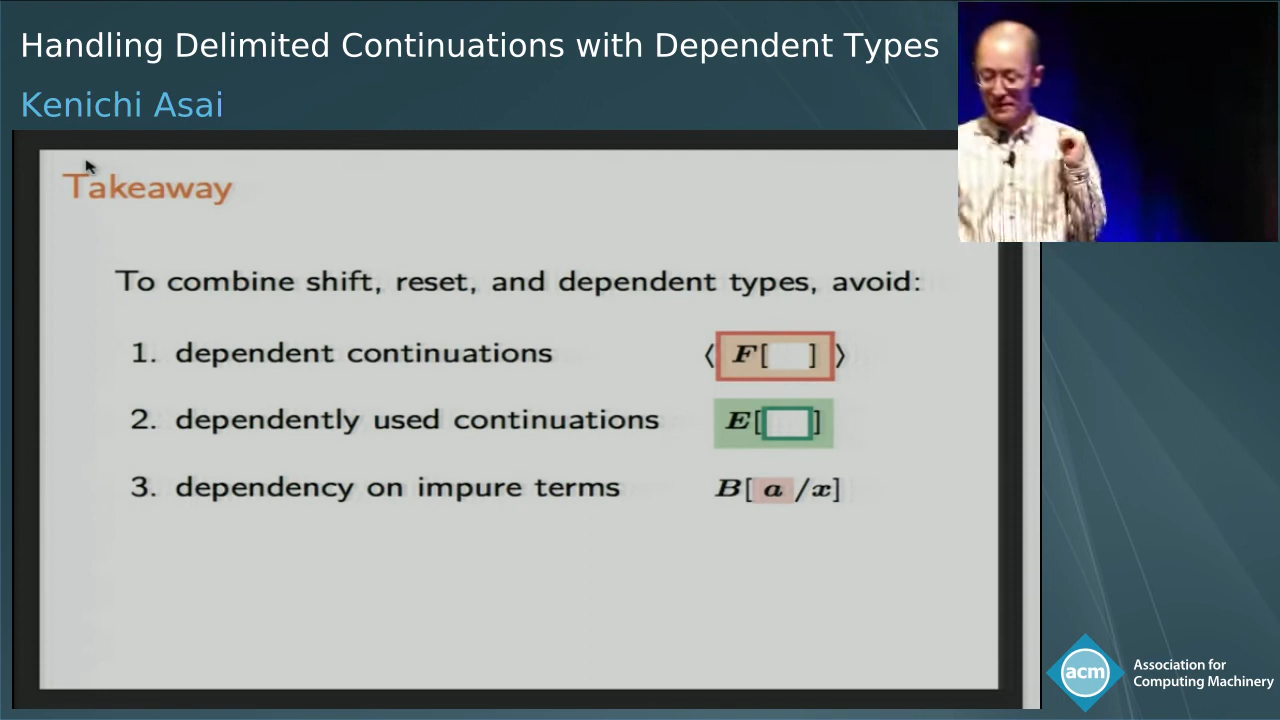 Handling Delimited Continuations with Dependent Types
Kenichi Asai
Takeaway
To combine shift, reset, and dependent types, avoid:
1. dependent continuations ⟨ F[ ] ⟩
2. dependently used continuations E[ ]
3. dependency on impure terms B[ a /x]
acm Association for
Computing Machinery